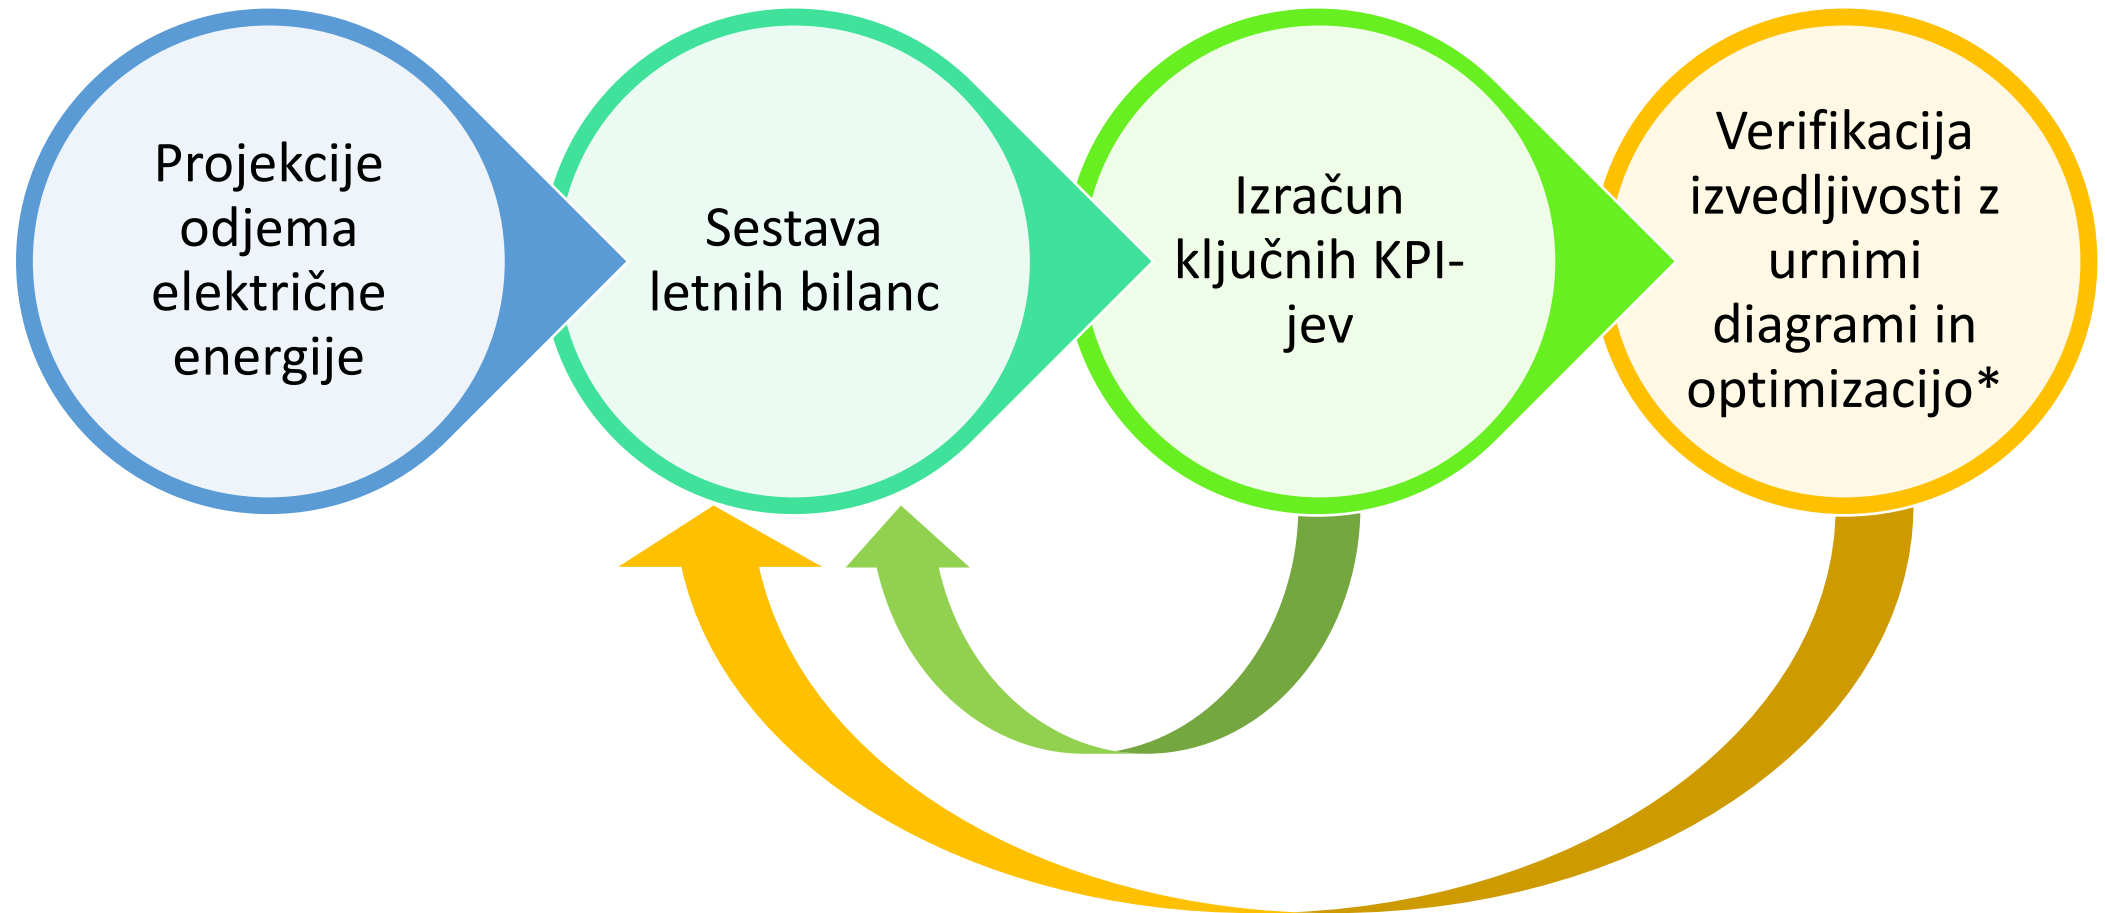 Projekcije
odjema
električne
energije
Sestava
letnih bilanc
Izračun
ključnih KPI-
jev
Verifikacija
izvedljivosti z
urnimi
diagrami in
optimizacijo*